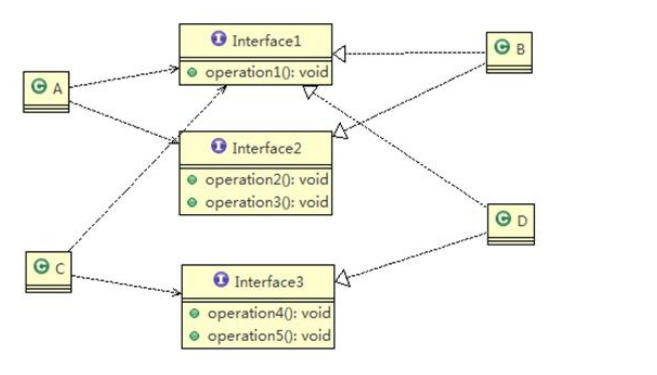 I Interface1
operation1(): void
C A
C B
I Interface2
operation2(): void
operation3(): void
C C
C D
I Interface3
operation4(): void
operation5(): void